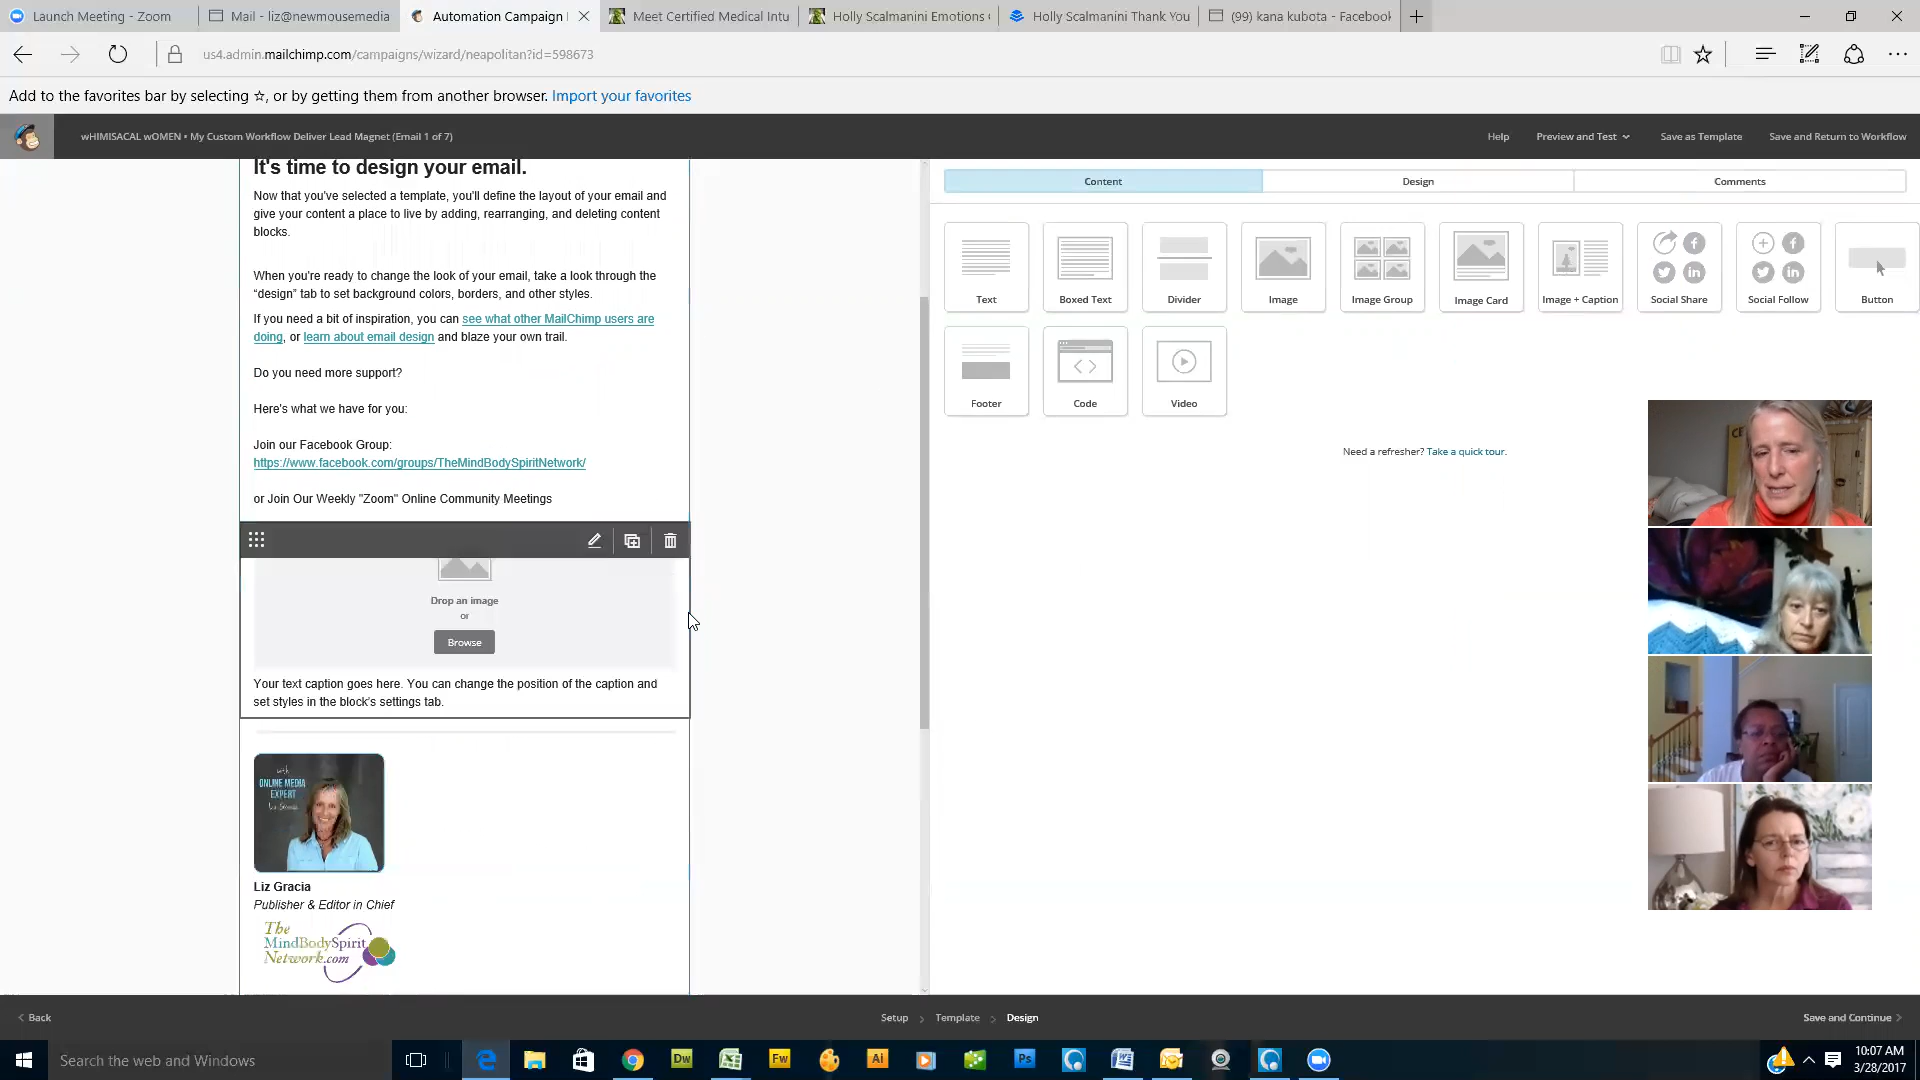 Launch Meeting - Zoom
Mail - liz@newmousemedia
Automation Campaign
Meet Certified Medical Intu
Holly Scalmanini Emotions
Holly Scalmanini Thank You
(99) kana kubota - Facebook
us4.admin.mailchimp.com/campaigns/wizard/neapolitan?id=598673
Add to the favorites bar by selecting ☆, or by getting them from another browser. Import your favorites
wHIMISACAL wOMEN • My Custom Workflow Deliver Lead Magnet (Email 1 of 7)
Help
Preview and Test
Save as Template
Save and Return to Workflow
It's time to design your email.
Now that you've selected a template, you'll define the layout of your email and
give your content a place to live by adding, rearranging, and deleting content
blocks.
When you're ready to change the look of your email, take a look through the
“design” tab to set background colors, borders, and other styles.
If you need a bit of inspiration, you can see what other MailChimp users are
doing, or learn about email design and blaze your own trail.
Do you need more support?
Here's what we have for you:
Join our Facebook Group:
https://www.facebook.com/groups/TheMindBodySpiritNetwork/
or Join Our Weekly "Zoom" Online Community Meetings
Drop an image
or
Browse
Your text caption goes here. You can change the position of the caption and
set styles in the block's settings tab.
with
ONLINE MEDIA
EXPERT
Liz Gracia
Publisher & Editor in Chief
The
MindBodySpirit
Network.com
Content
Design
Comments
Text
Boxed Text
Divider
Image
Image Group
Image Card
Image + Caption
Social Share
Social Follow
Button
Footer
Code
Video
Need a refresher? Take a quick tour.
Back
Setup
Template
Design
Save and Continue
Search the web and Windows
Dw
Fw
Ai
Ps
10:07 AM
3/28/2017